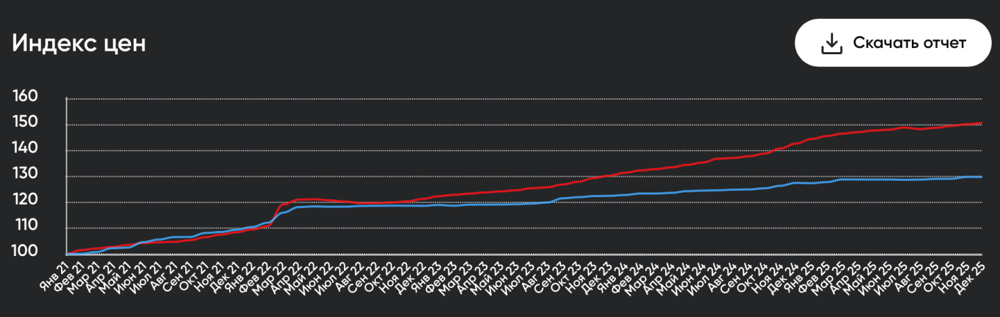 Индекс цен
Скачать отчет
160
150
140
130
120
110
100
Янв 21
Фев 21
Мар 21
Апр 21
Май 21
Июн 21
Июл 21
Авг 21
Сен 21
Окт 21
Ноя 21
Дек 21
Янв 22
Фев 22
Мар 22
Апр 22
Май 22
Июн 22
Июл 22
Авг 22
Сен 22
Окт 22
Ноя 22
Дек 22
Янв 23
Фев 23
Мар 23
Апр 23
Май 23
Июн 23
Июл 23
Авг 23
Сен 23
Окт 23
Ноя 23
Дек 23
Янв 24
Фев 24
Мар 24
Апр 24
Май 24
Июн 24
Июл 24
Авг 24
Сен 24
Окт 24
Ноя 24
Дек 24
Янв 25
Фев 25
Мар 25
Апр 25
Май 25
Июн 25
Июл 25
Авг 25
Сен 25
Окт 25
Ноя 25
Дек 25